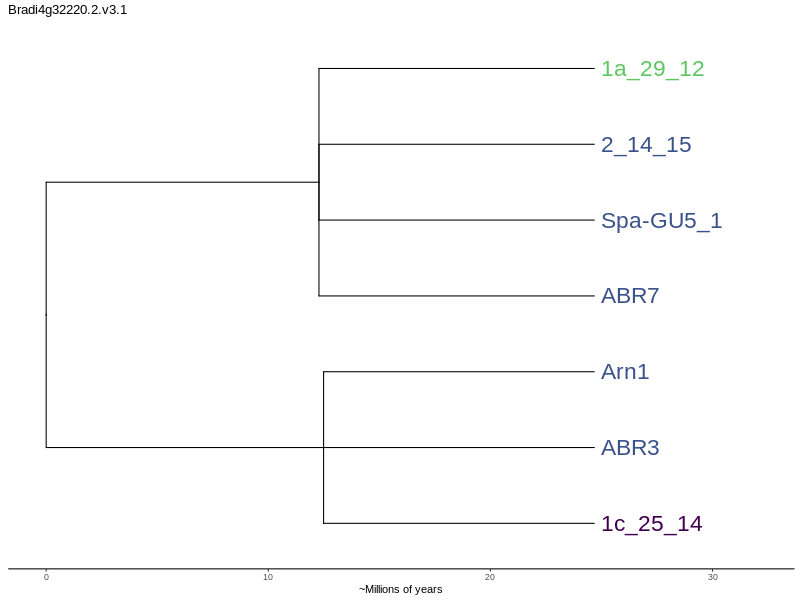 Bradi4g32220.2.v3.1
1a_29_12
2_14_15
Spa-GU5_1
ABR7
Arn1
ABR3
1c_25_14
0 10 20 30
~Millions of years